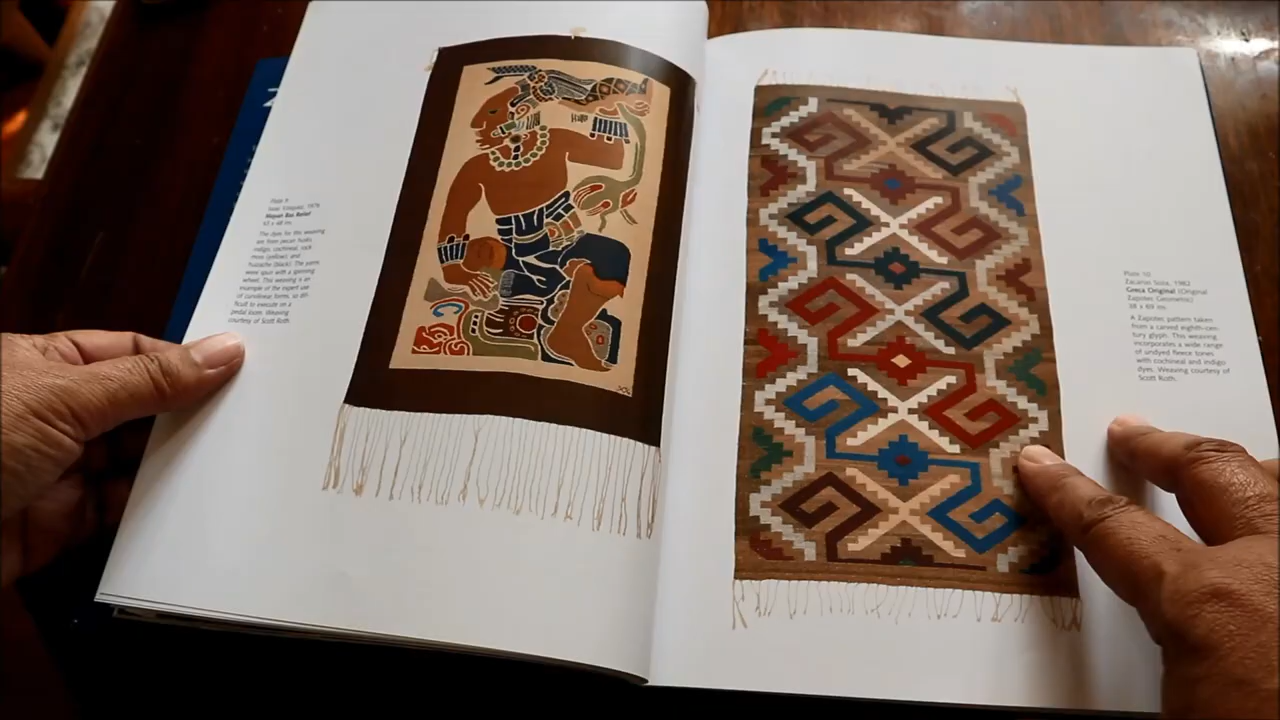 Plate 9
Isaac Vásquez, 1979
Mayan Bas Relief
The dyes for this weaving
are from pecan husks,
indigo, cochineal, rock
moss (yellow), and
huizache (black). The yarns
were spun with a spinning
wheel. This weaving is an
example of the expert use
of curvilinear forms, so dif-
ficult to execute on a
pedal loom. Weaving
courtesy of Scott Roth
Plate 10
Zacarias Sosa, 1982
Greca Original (Original
Zapotec Geometric)
38 x 69 ins.
A Zapotec pattern taken
from a carved eighth-cen-
tury glyph. This weaving
incorporates a wide range
of undyed fleece tones
with cochineal and indigo
dyes. Weaving courtesy of
Scott Roth.